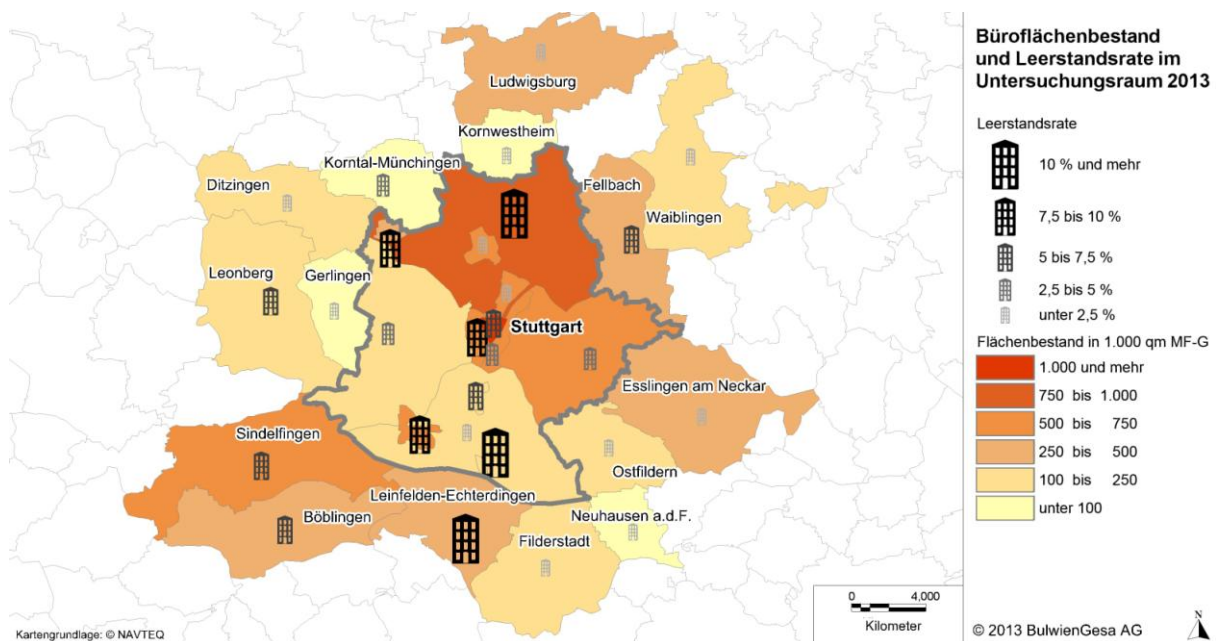 Büroflächenbestand
und Leerstandsrate im
Untersuchungsraum 2013
Leerstandsrate
10 % und mehr
7,5 bis 10 %
5 bis 7,5 %
2,5 bis 5 %
unter 2,5 %
Flächenbestand in 1.000 qm MF-G
1.000 und mehr
750 bis 1.000
500 bis 750
250 bis 500
100 bis 250
unter 100
© 2013 BulwienGesa AG
N
Ludwigsburg
Kornwestheim
Korntal-Münchingen
Ditzingen
Fellbach
Waiblingen
Leonberg
Gerlingen
Stuttgart
Esslingen am Neckar
Sindelfingen
Ostfildern
Leinfelden-Echterdingen
Böblingen
Neuhausen a.d.F.
Filderstadt
0 4,000
Kilometer
Kartengrundlage: © NAVTEQ